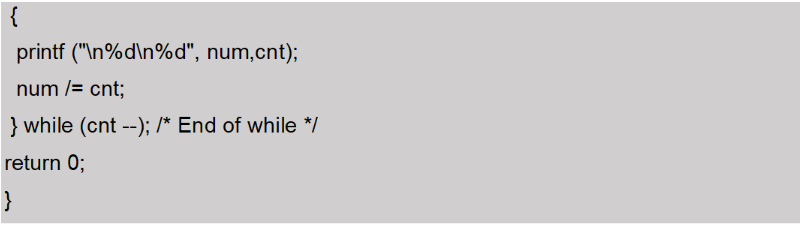 {
printf ("\n%d\n%d", num,cnt);
num /= cnt;
} while (cnt --); /* End of while */
return 0;
}